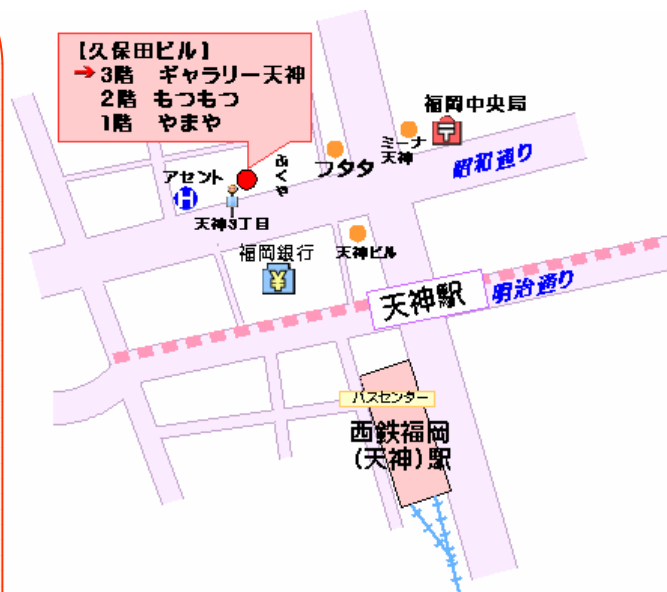 【久保田ビル】
→3階 ギャラリー天神
2階 もつもつ
1階 やまや
福岡中央局
ミーナ
天神
フタタ
ふくや
アセント
H
天神3丁目
昭和通り
福岡銀行
¥
天神ビル
天神駅
明治通り
バスセンター
西鉄福岡
(天神)駅